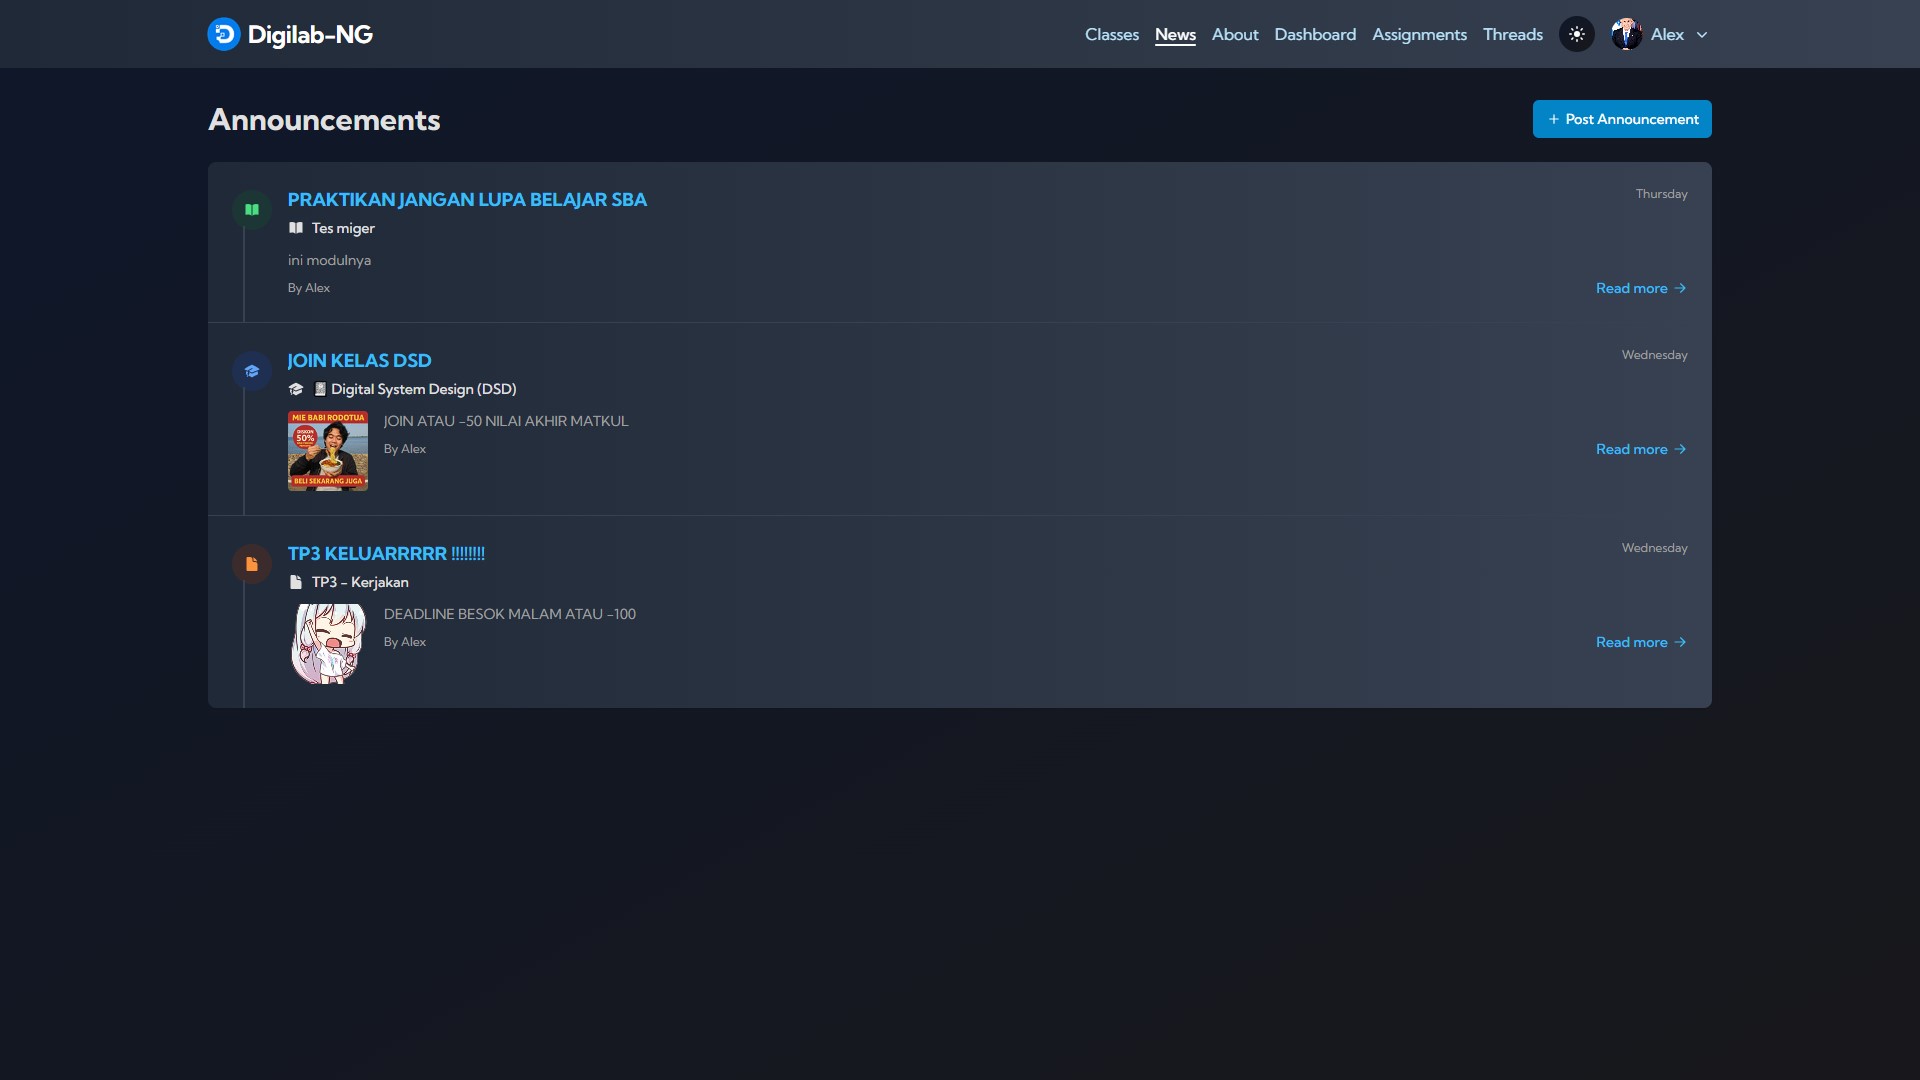 Digilab-NG
Classes News About Dashboard Assignments Threads Alex
Announcements
+ Post Announcement
PRAKTIKAN JANGAN LUPA BELAJAR SBA
Thursday
Tes miger
ini modulnya
By Alex
Read more →
JOIN KELAS DSD
Wednesday
Digital System Design (DSD)
MIE BABI RODOTUA
DISKON
50%
BELI SEKARANG JUGA
JOIN ATAU -50 NILAI AKHIR MATKUL
By Alex
Read more →
TP3 KELUARRRRR !!!!!!!!
Wednesday
TP3 - Kerjakan
DEADLINE BESOK MALAM ATAU -100
By Alex
Read more →